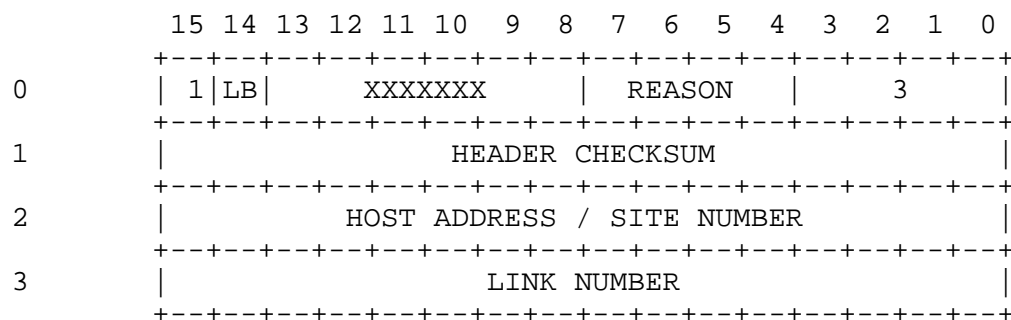 15 14 13 12 11 10 9 8 7 6 5 4 3 2 1 0
+--+--+--+--+--+--+--+--+--+--+--+--+--+--+--+--+
0 | 1|LB| XXXXXXX | REASON | 3 |
+--+--+--+--+--+--+--+--+--+--+--+--+--+--+--+--+
1 | HEADER CHECKSUM |
+--+--+--+--+--+--+--+--+--+--+--+--+--+--+--+--+
2 | HOST ADDRESS / SITE NUMBER |
+--+--+--+--+--+--+--+--+--+--+--+--+--+--+--+--+
3 | LINK NUMBER |
+--+--+--+--+--+--+--+--+--+--+--+--+--+--+--+--+